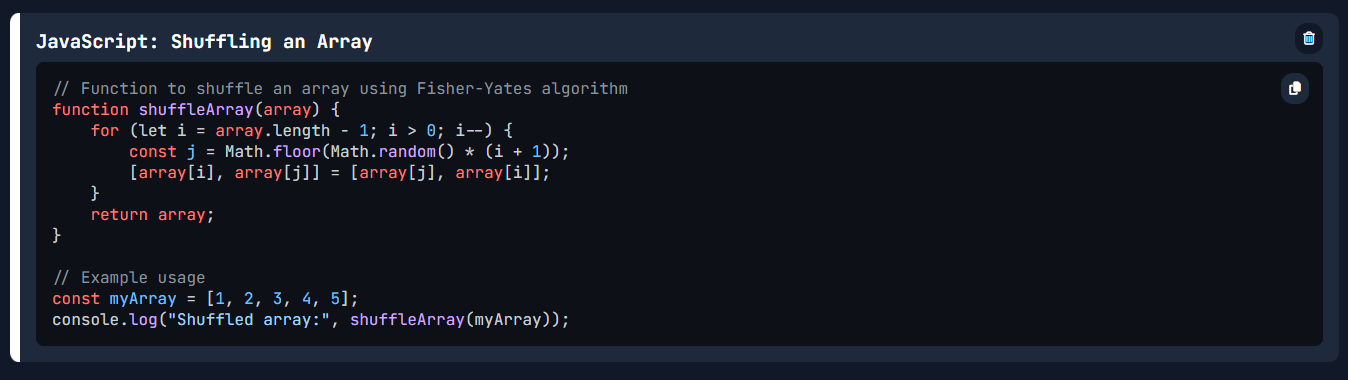 JavaScript: Shuffling an Array
// Function to shuffle an array using Fisher-Yates algorithm
function shuffleArray(array) {
    for (let i = array.length - 1; i > 0; i--) {
        const j = Math.floor(Math.random() * (i + 1));
        [array[i], array[j]] = [array[j], array[i]];
    }
    return array;
}

// Example usage
const myArray = [1, 2, 3, 4, 5];
console.log("Shuffled array:", shuffleArray(myArray));